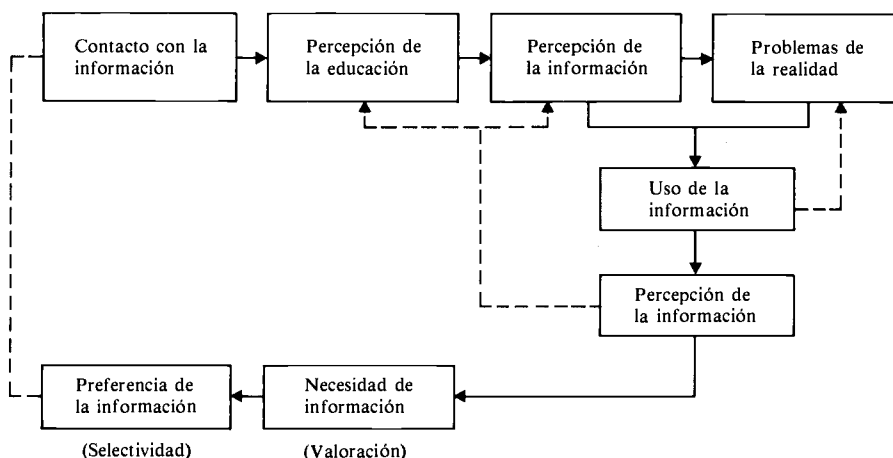 Contacto con la
información
Percepción de
la educación
Percepción de
la información
Problemas de
la realidad
Uso de la
información
Percepción de
la información
Preferencia de
la información
Necesidad de
información
(Selectividad)
(Valoración)